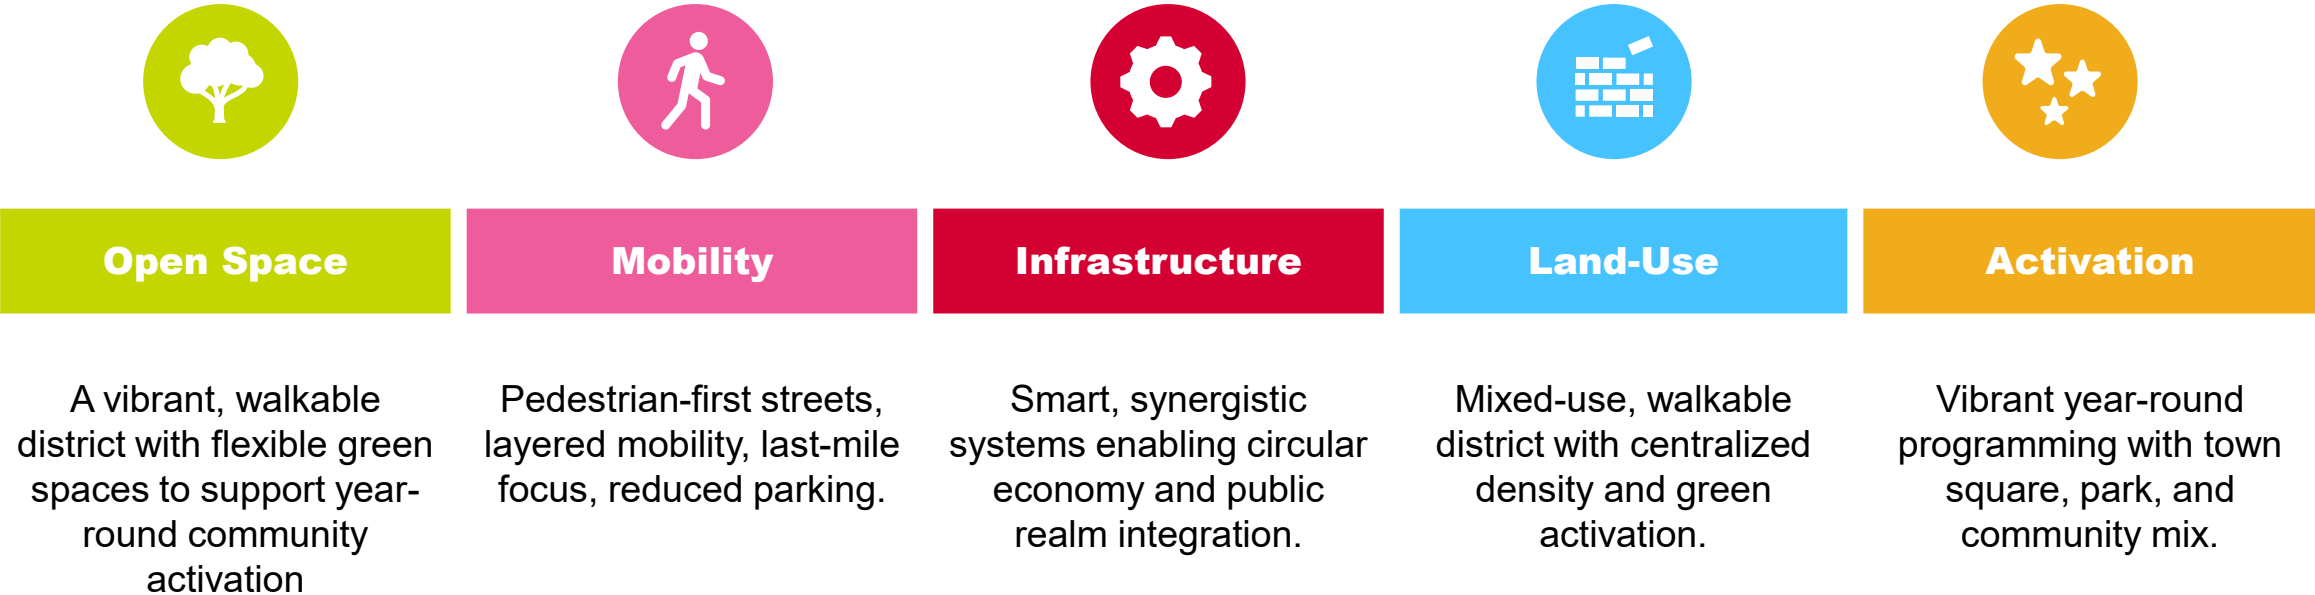 Open Space
A vibrant, walkable
district with flexible green
spaces to support year-
round community
activation
Mobility
Pedestrian-first streets,
layered mobility, last-mile
focus, reduced parking.
Infrastructure
Smart, synergistic
systems enabling circular
economy and public
realm integration.
Land-Use
Mixed-use, walkable
district with centralized
density and green
activation.
Activation
Vibrant year-round
programming with town
square, park, and
community mix.